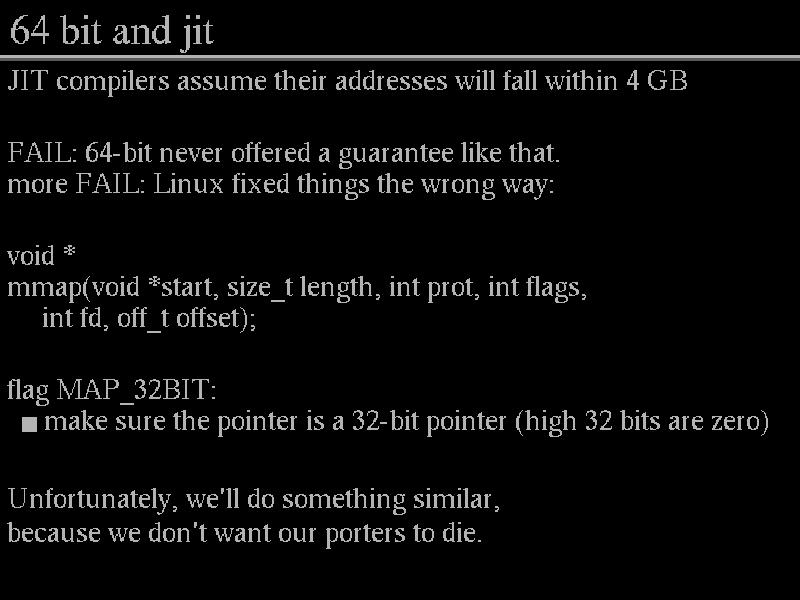 64 bit and jit
JIT compilers assume their addresses will fall within 4 GB
FAIL: 64-bit never offered a guarantee like that.
more FAIL: Linux fixed things the wrong way:
void *
mmap(void *start, size_t length, int prot, int flags,
int fd, off_t offset);
flag MAP_32BIT:
make sure the pointer is a 32-bit pointer (high 32 bits are zero)
Unfortunately, we'll do something similar,
because we don't want our porters to die.